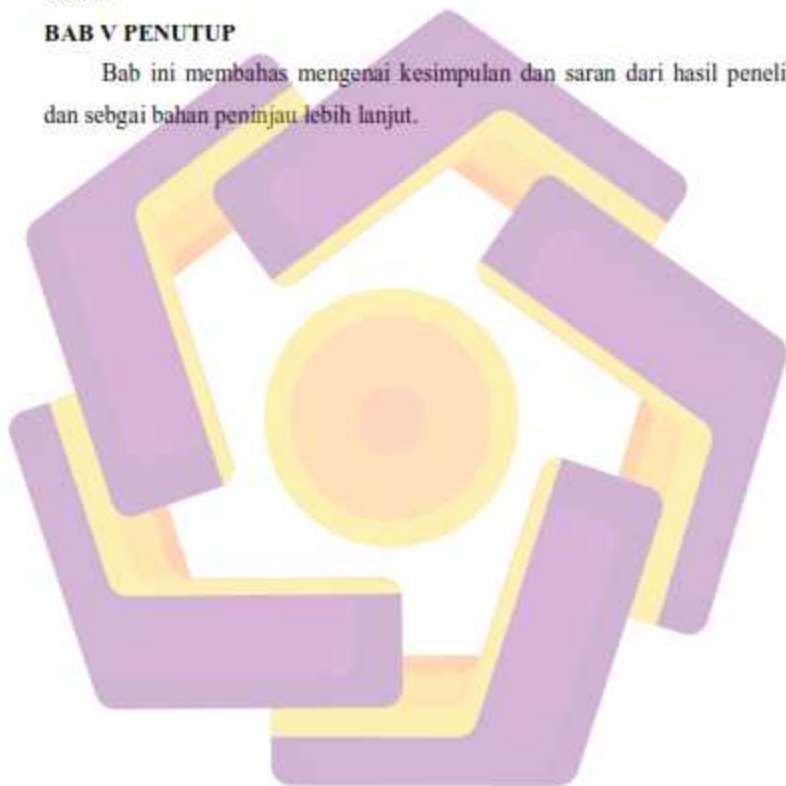 BAB V PENUTUP
Bab ini membahas mengenai kesimpulan dan saran dari hasil peneli
dan sebgai bahan peninjau lebih lanjut.